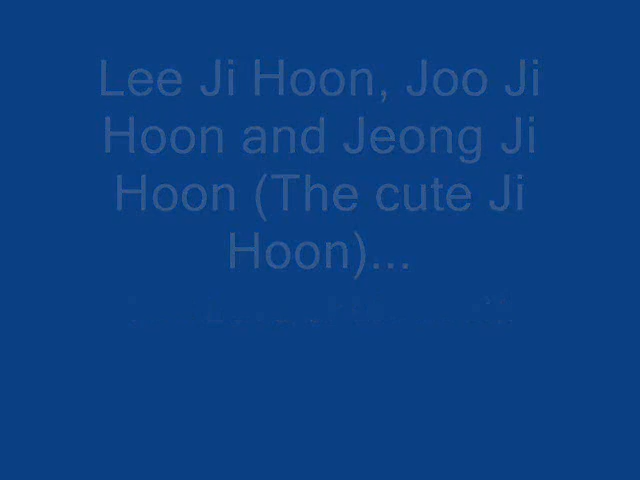 Lee Ji Hoon, Joo Ji
Hoon and Jeong Ji
Hoon (The cute Ji
Hoon)...